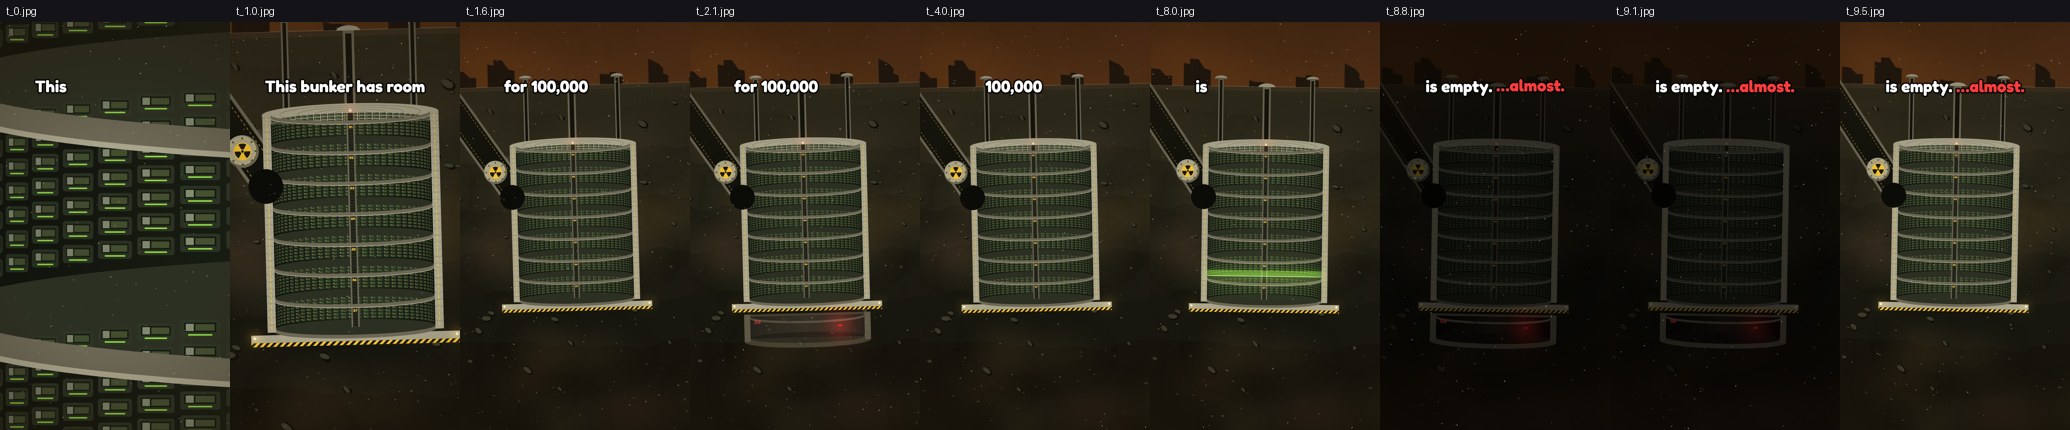 t_0.jpg
t_1.0.jpg
t_1.6.jpg
t_2.1.jpg
t_4.0.jpg
t_8.0.jpg
t_8.8.jpg
t_9.1.jpg
t_9.5.jpg
This
This bunker has room
for 100,000
for 100,000
100,000
is
is empty. ...almost.
is empty. ...almost.
is empty. ...almost.